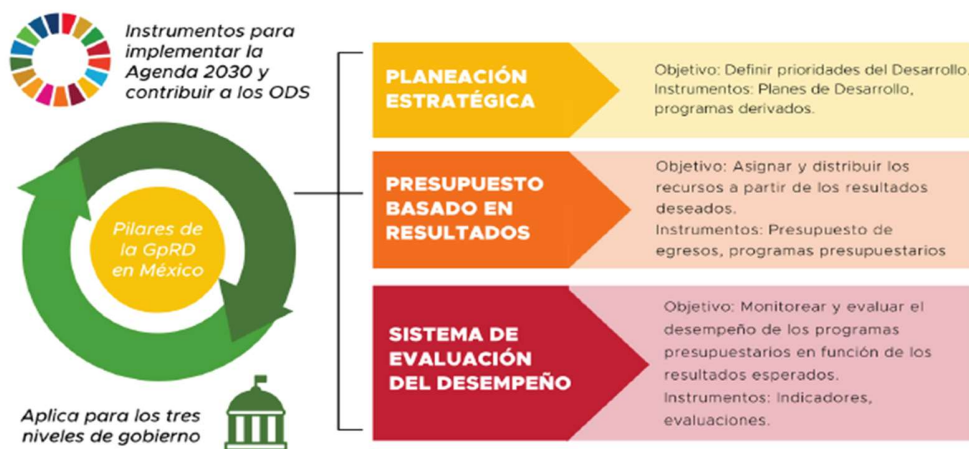 Instrumentos para
implementar la
Agenda 2030 y
contribuir a los ODS
Pilares de
la GpRD
en México
Aplica para los tres
niveles de gobierno
PLANEACIÓN
ESTRATÉGICA
Objetivo: Definir prioridades del Desarrollo.
Instrumentos: Planes de Desarrollo,
programas derivados.
PRESUPUESTO
BASADO EN
RESULTADOS
Objetivo: Asignar y distribuir los
recursos a partir de los resultados
deseados.
Instrumentos: Presupuesto de
egresos, programas presupuestarios
SISTEMA DE
EVALUACIÓN
DEL DESEMPEÑO
Objetivo: Monitorear y evaluar el
desempeño de los programas
presupuestarios en función de los
resultados esperados.
Instrumentos: Indicadores,
evaluaciones.